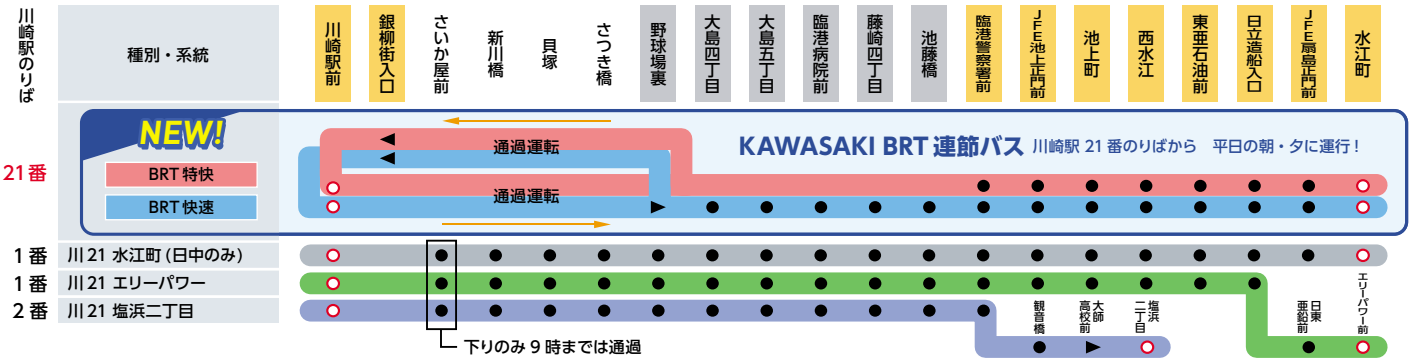 川崎駅のりば
種別・系統
川崎駅前
銀柳街入口
さいか屋前
新川橋
貝塚
さつき橋
野球場裏
大島四丁目
大島五丁目
臨港病院前
藤崎四丁目
池藤橋
臨港警察署前
JFE池上正門前
池上町
西水江
東亜石油前
日立造船入口
JFE扇島正門前
水江町
NEW!
通過運転
KAWASAKI BRT 連節バス 川崎駅 21 番のりばから 平日の朝・夕に運行!
21番
BRT 特快
通過運転
BRT 快速
1番 川21 水江町(日中のみ)
1番 川21 エリーパワー
2番 川21 塩浜二丁目
観音橋
大師高校前
塩浜二丁目
日東亜鉛前
エリーパワー前
下りのみ 9 時までは通過